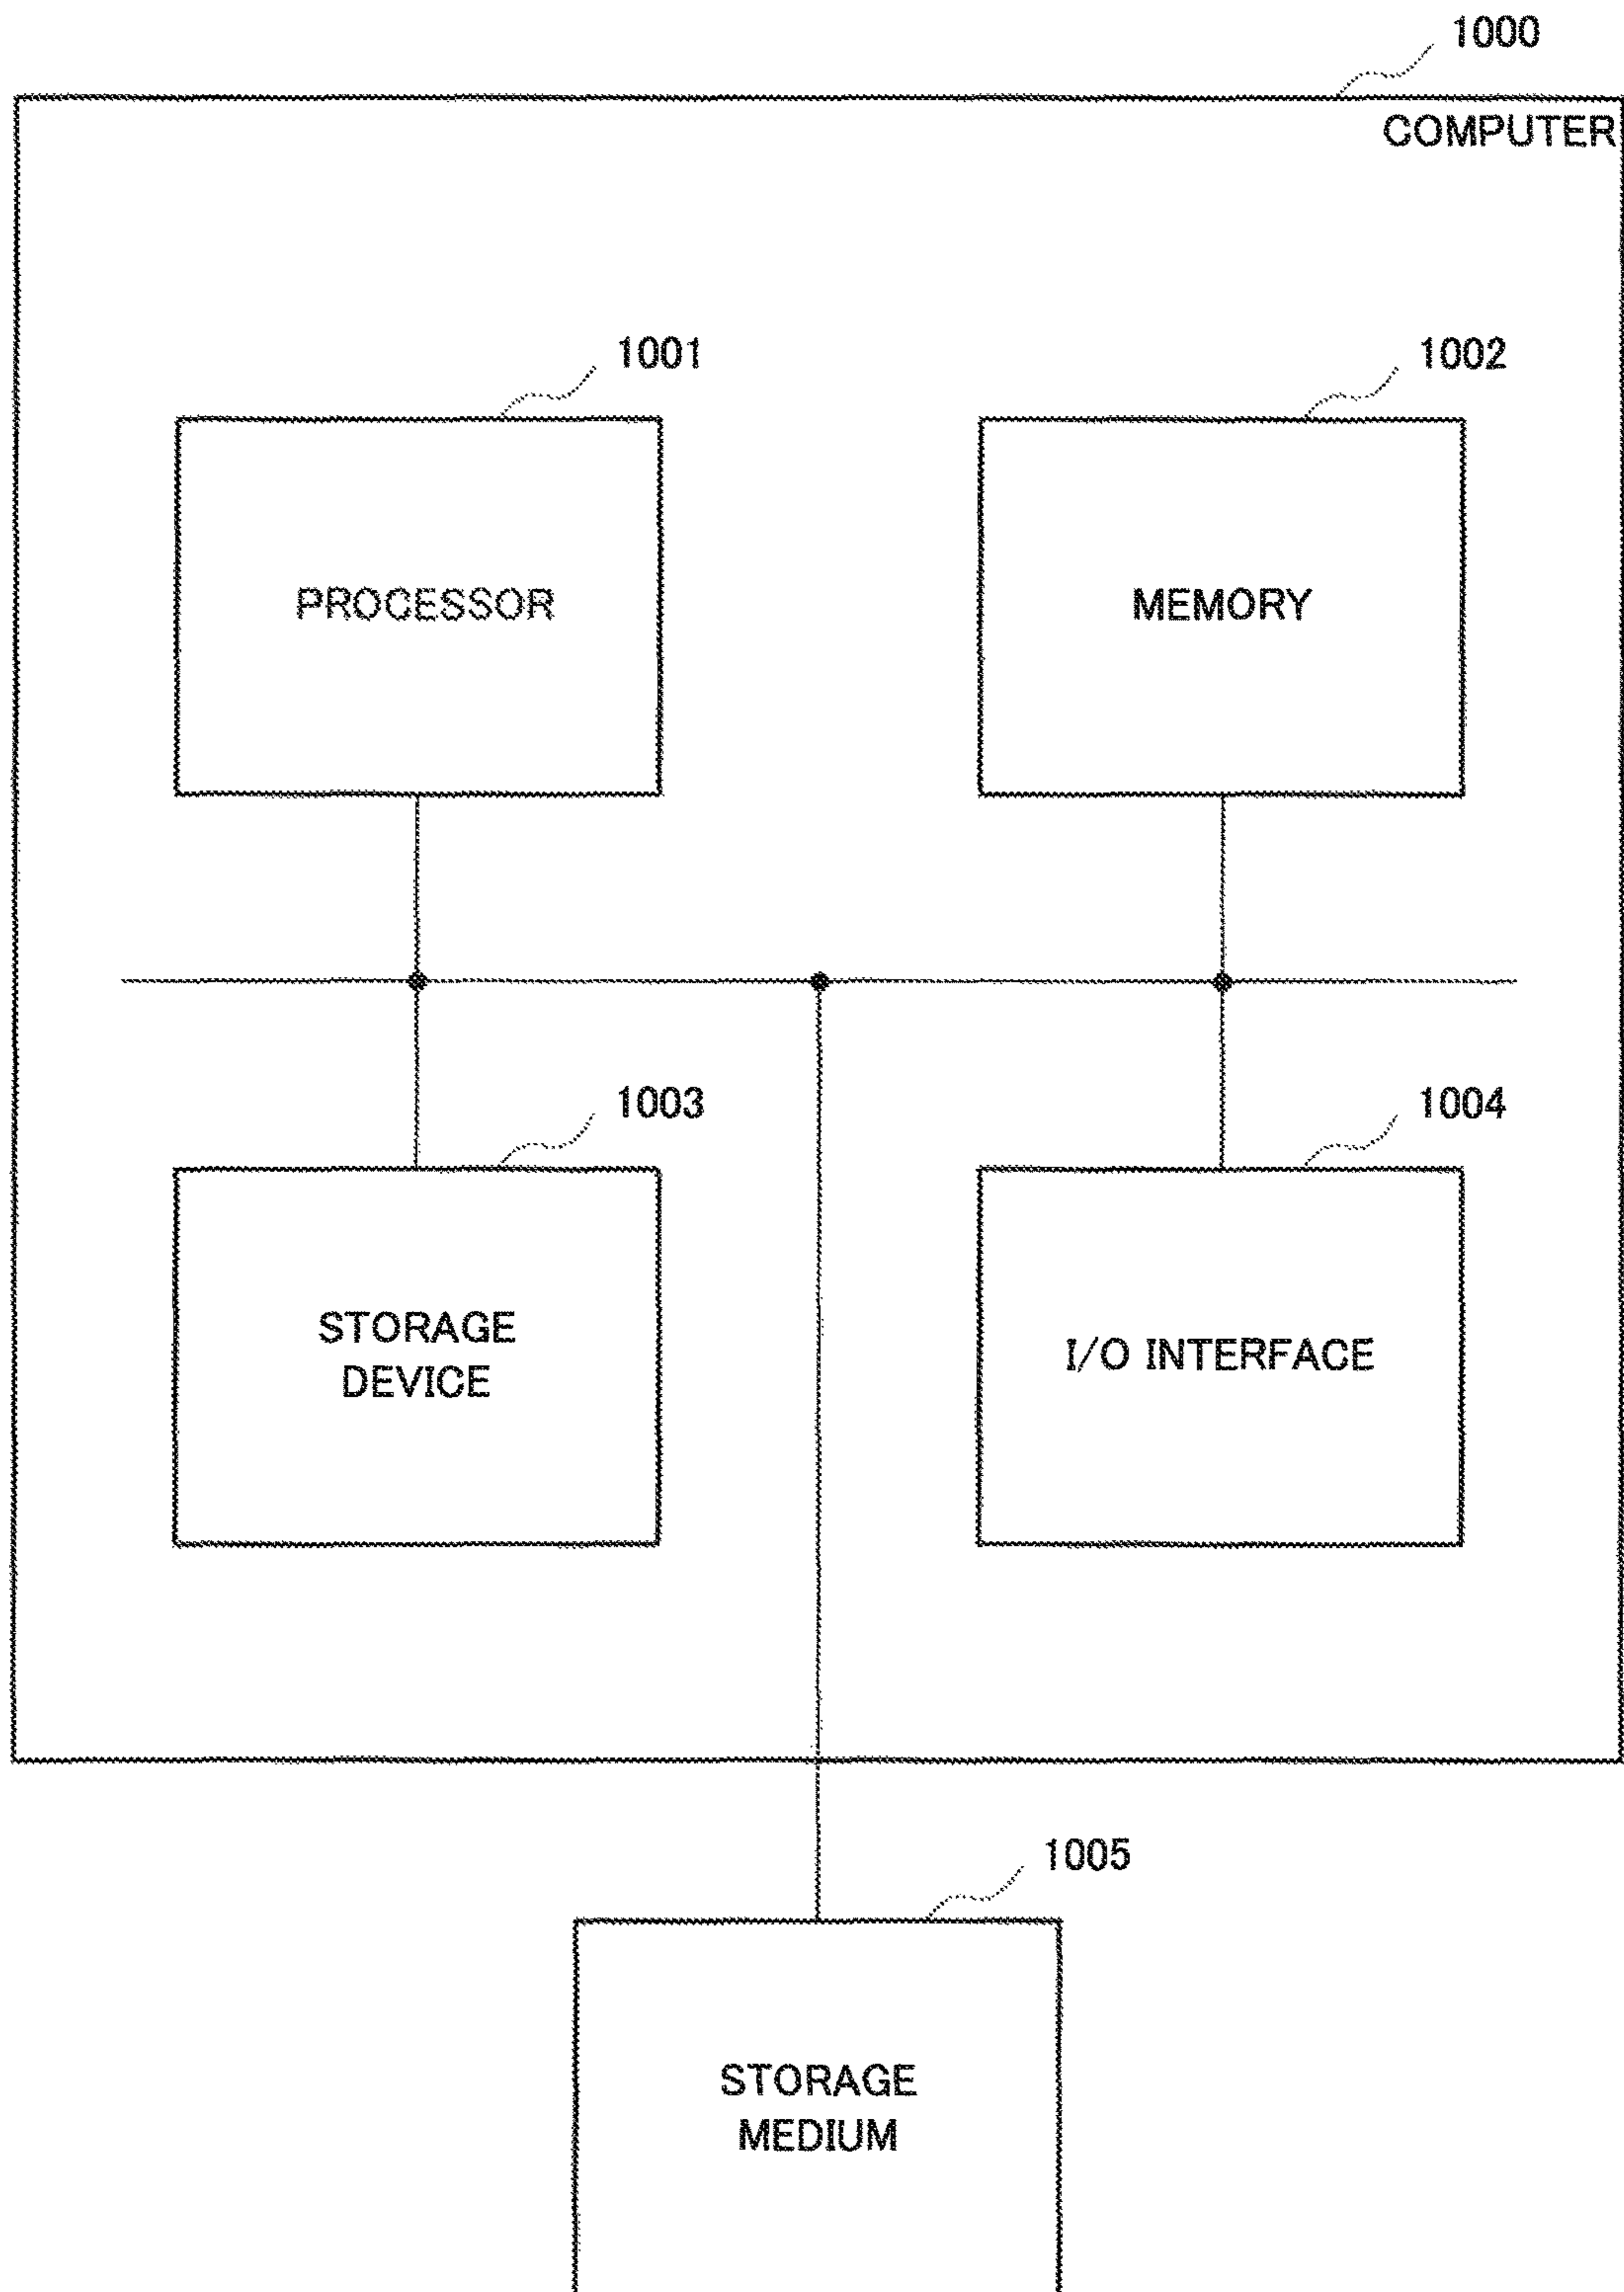 1000
COMPUTER
1001
1002
PROCESSOR
MEMORY
1003
1004
STORAGE
DEVICE
I/O INTERFACE
1005
STORAGE
MEDIUM